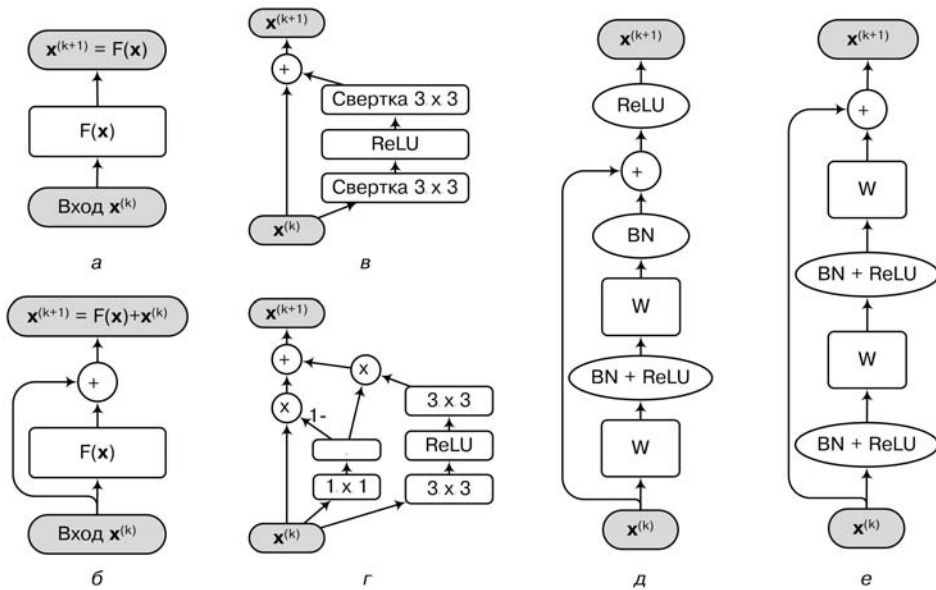 x(k+1) = F(x)
F(x)
Вход x(k)
а
x(k+1) = F(x)+x(k)
+
F(x)
Вход x(k)
б
x(k+1)
+
Свертка 3 x 3
ReLU
Свертка 3 x 3
x(k)
в
x(k+1)
+
x
x
1-
3 x 3
ReLU
1 x 1
3 x 3
x(k)
г
x(k+1)
ReLU
+
BN
W
BN + ReLU
W
x(k)
д
x(k+1)
+
W
BN + ReLU
W
BN + ReLU
x(k)
е